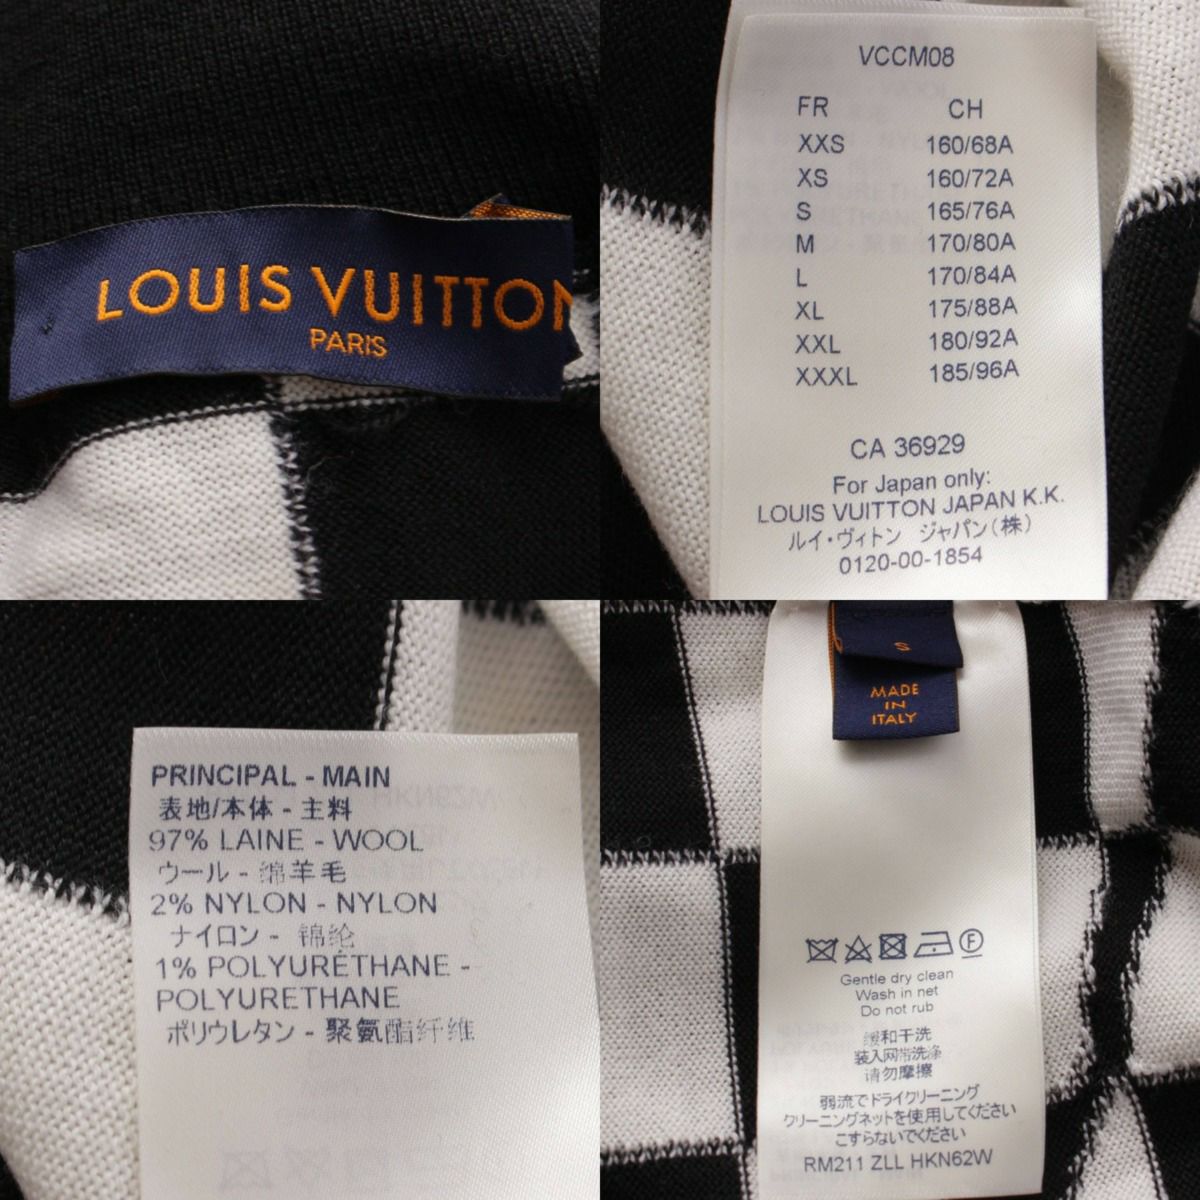 LOUIS VUITTON
PARIS
VCCM08
FR CH
XXS 160/68A
XS 160/72A
S 165/76A
M 170/80A
L 170/84A
XL 175/88A
XXL 180/92A
XXXL 185/96A
CA 36929
For Japan only:
LOUIS VUITTON JAPAN K.K.
ルイ・ヴィトン ジャパン(株)
0120-00-1854
PRINCIPAL - MAIN
表地/本体 - 主料
97% LAINE - WOOL
ウール - 绵羊毛
2% NYLON - NYLON
ナイロン - 锦纶
1% POLYURÉTHANE -
POLYURETHANE
ポリウレタン - 聚氨酯纤维
S
MADE
IN
ITALY
Gentle dry clean
Wash in net
Do not rub
缓和干洗
装入网带洗涤
请勿摩擦
弱流でドライクリーニング
クリーニングネットを使用してください
こすらないでください
RM211 ZLL HKN62W